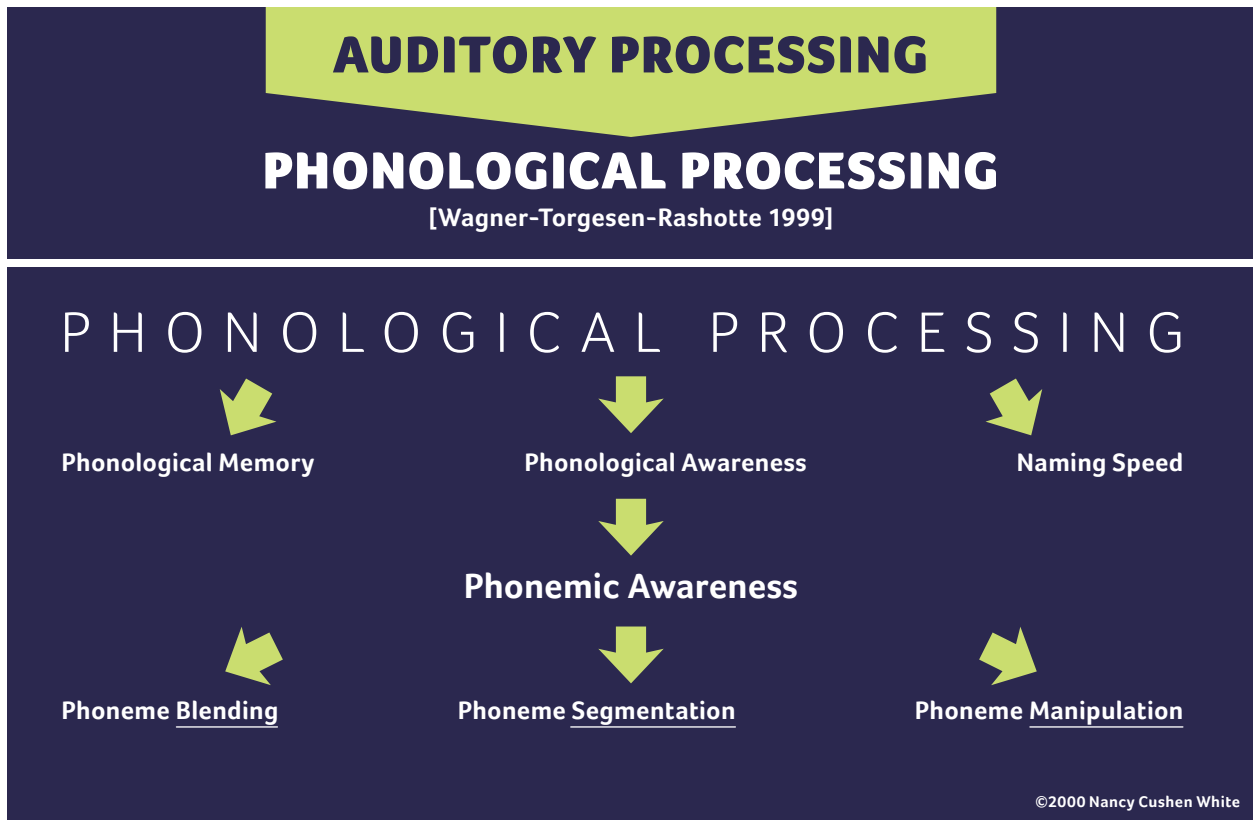 AUDITORY PROCESSING
PHONOLOGICAL PROCESSING
[Wagner-Torgesen-Rashotte 1999]
PHONOLOGICAL PROCESSING
Phonological Memory
Phonological Awareness
Naming Speed
Phonemic Awareness
Phoneme Blending
Phoneme Segmentation
Phoneme Manipulation
©2000 Nancy Cushen White